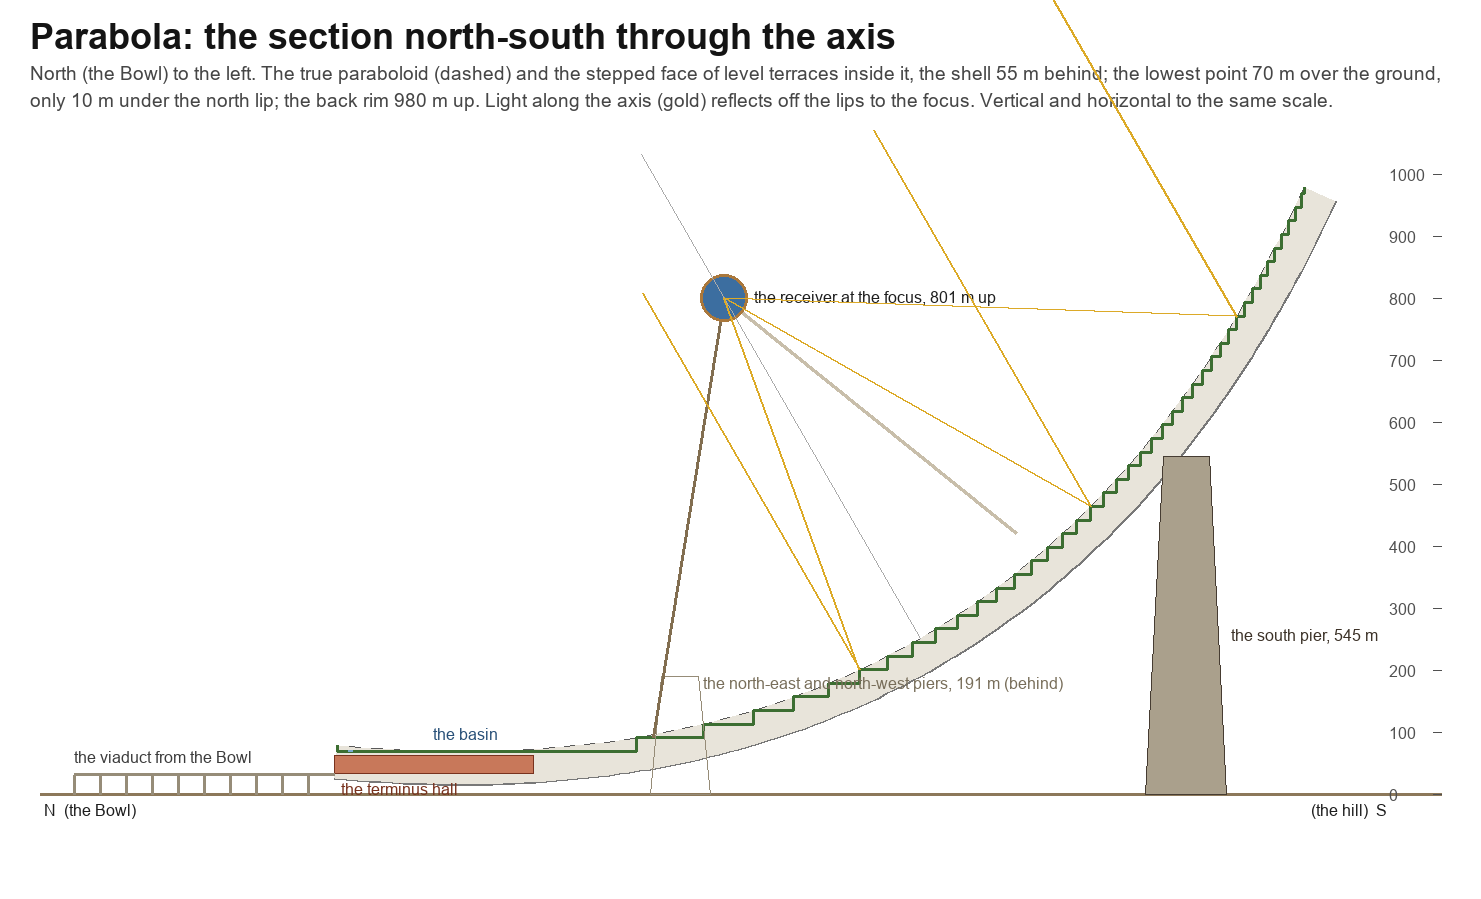 Parabola: the section north-south through the axis
North (the Bowl) to the left. The true paraboloid (dashed) and the stepped face of level terraces inside it, the shell 55 m behind; the lowest point 70 m over the ground,
only 10 m under the north lip; the back rim 980 m up. Light along the axis (gold) reflects off the lips to the focus. Vertical and horizontal to the same scale.
1000
900
the receiver at the focus, 801 m up
800
700
600
500
400
300
the south pier, 545 m
200
the north-east and north-west piers, 191 m (behind)
the basin
100
the viaduct from the Bowl
the terminus hall
0
N (the Bowl)
(the hill) S